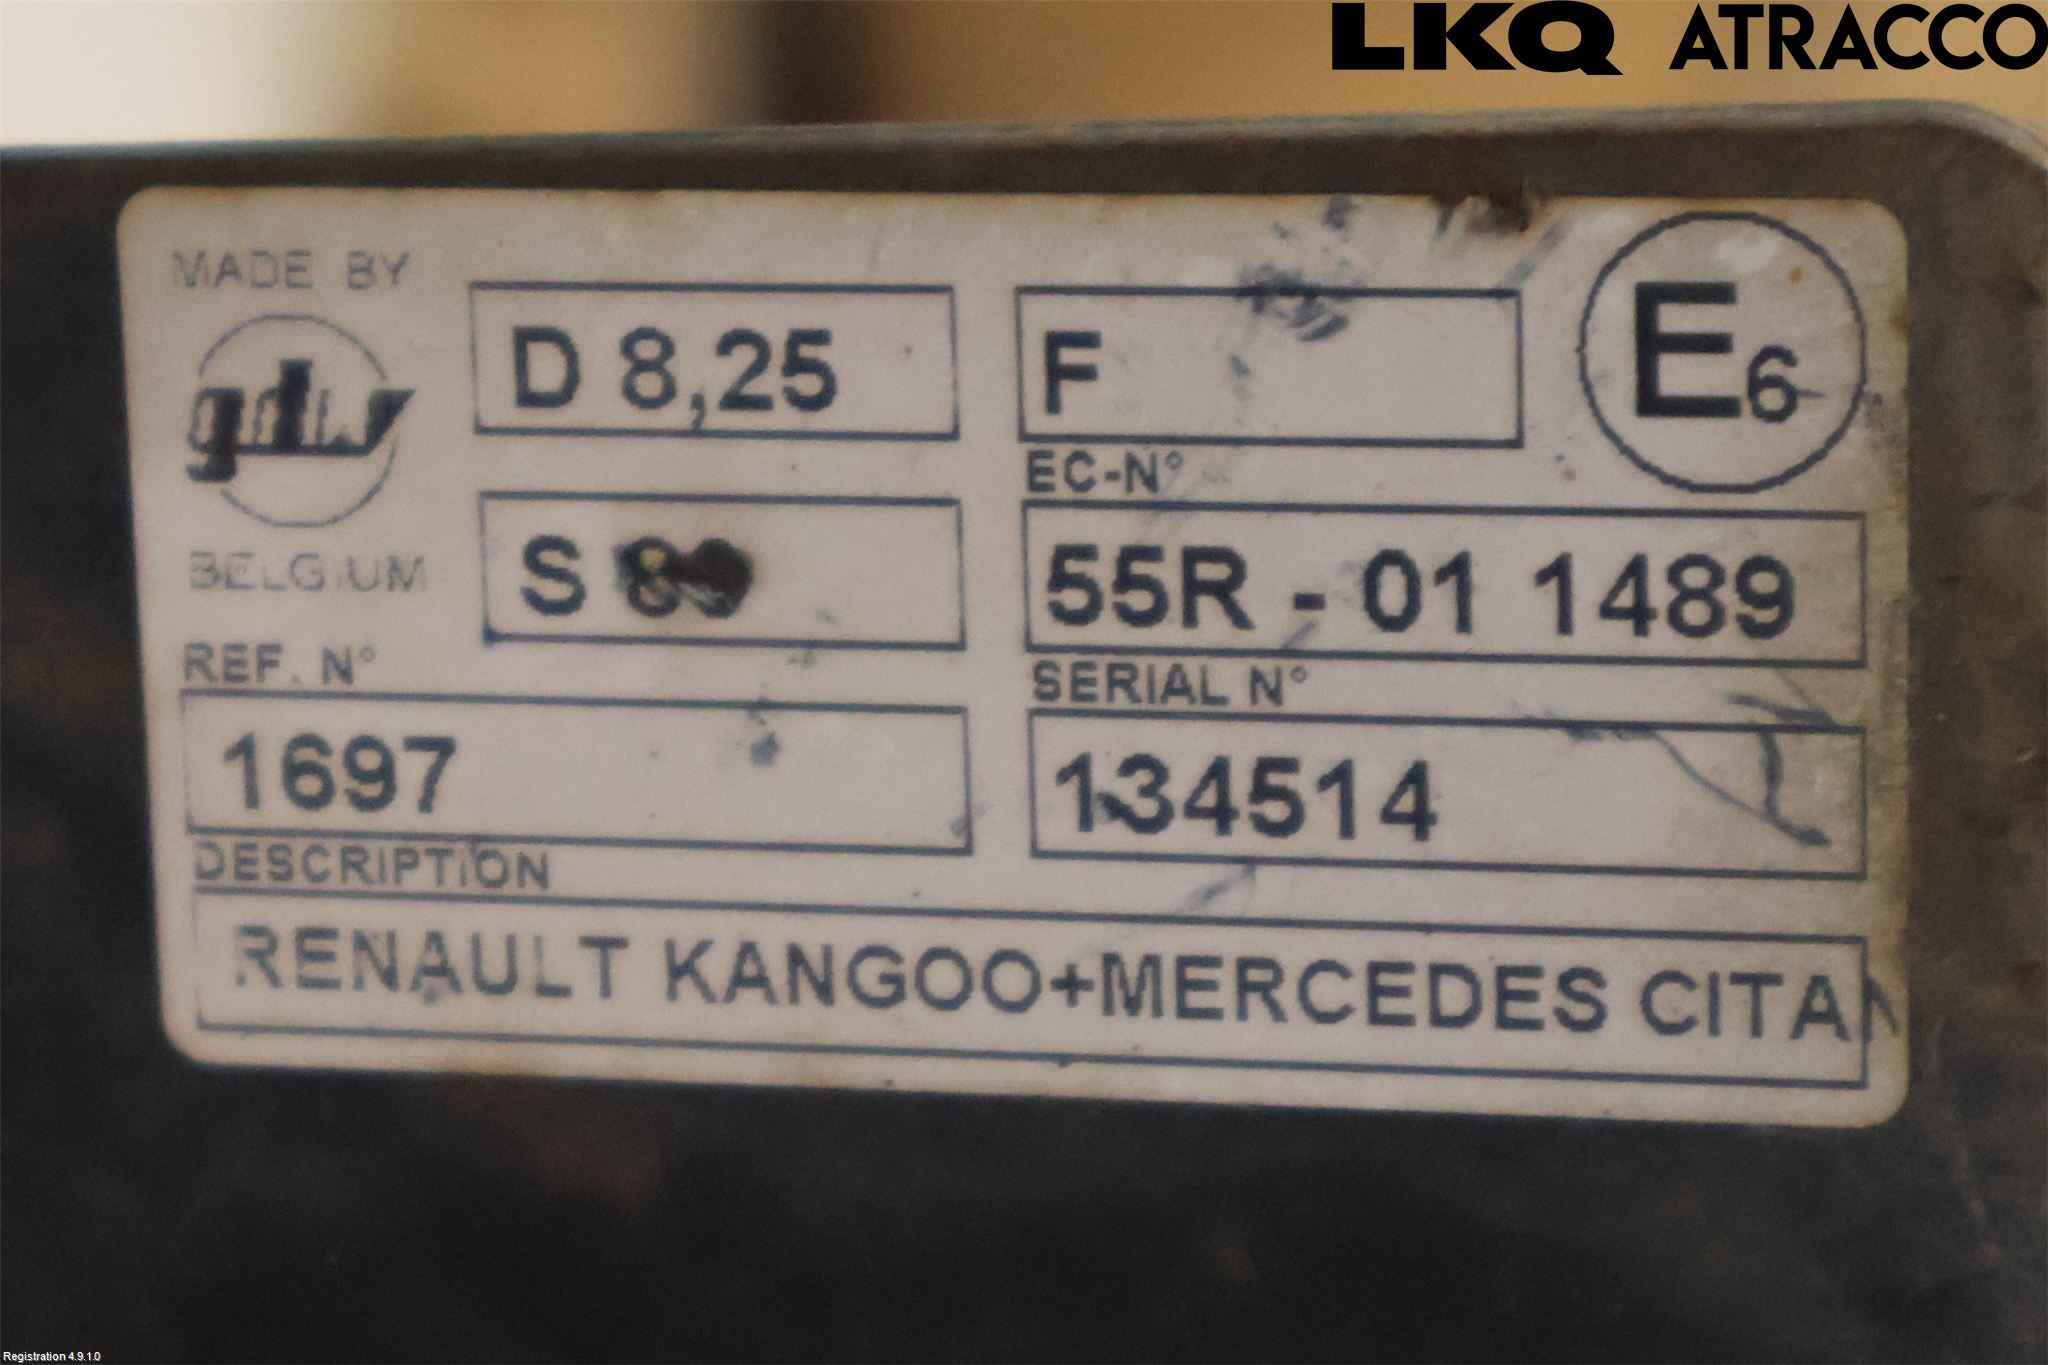 LKQ ATRACCO
MADE BY
gdw
BELGIUM
D 8,25
F
E6
S
EC-N°
55R - 01 1489
REF. N°
1697
SERIAL N°
134514
DESCRIPTION
RENAULT KANGOO+MERCEDES CITAN
Registration 4.9.1.0